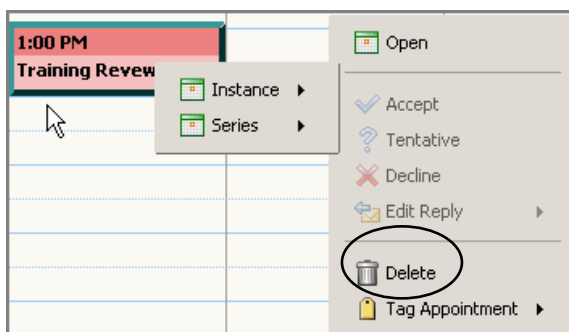 1:00 PM
Training Revew
Instance
Series
Open
Accept
Tentative
Decline
Edit Reply
Delete
Tag Appointment